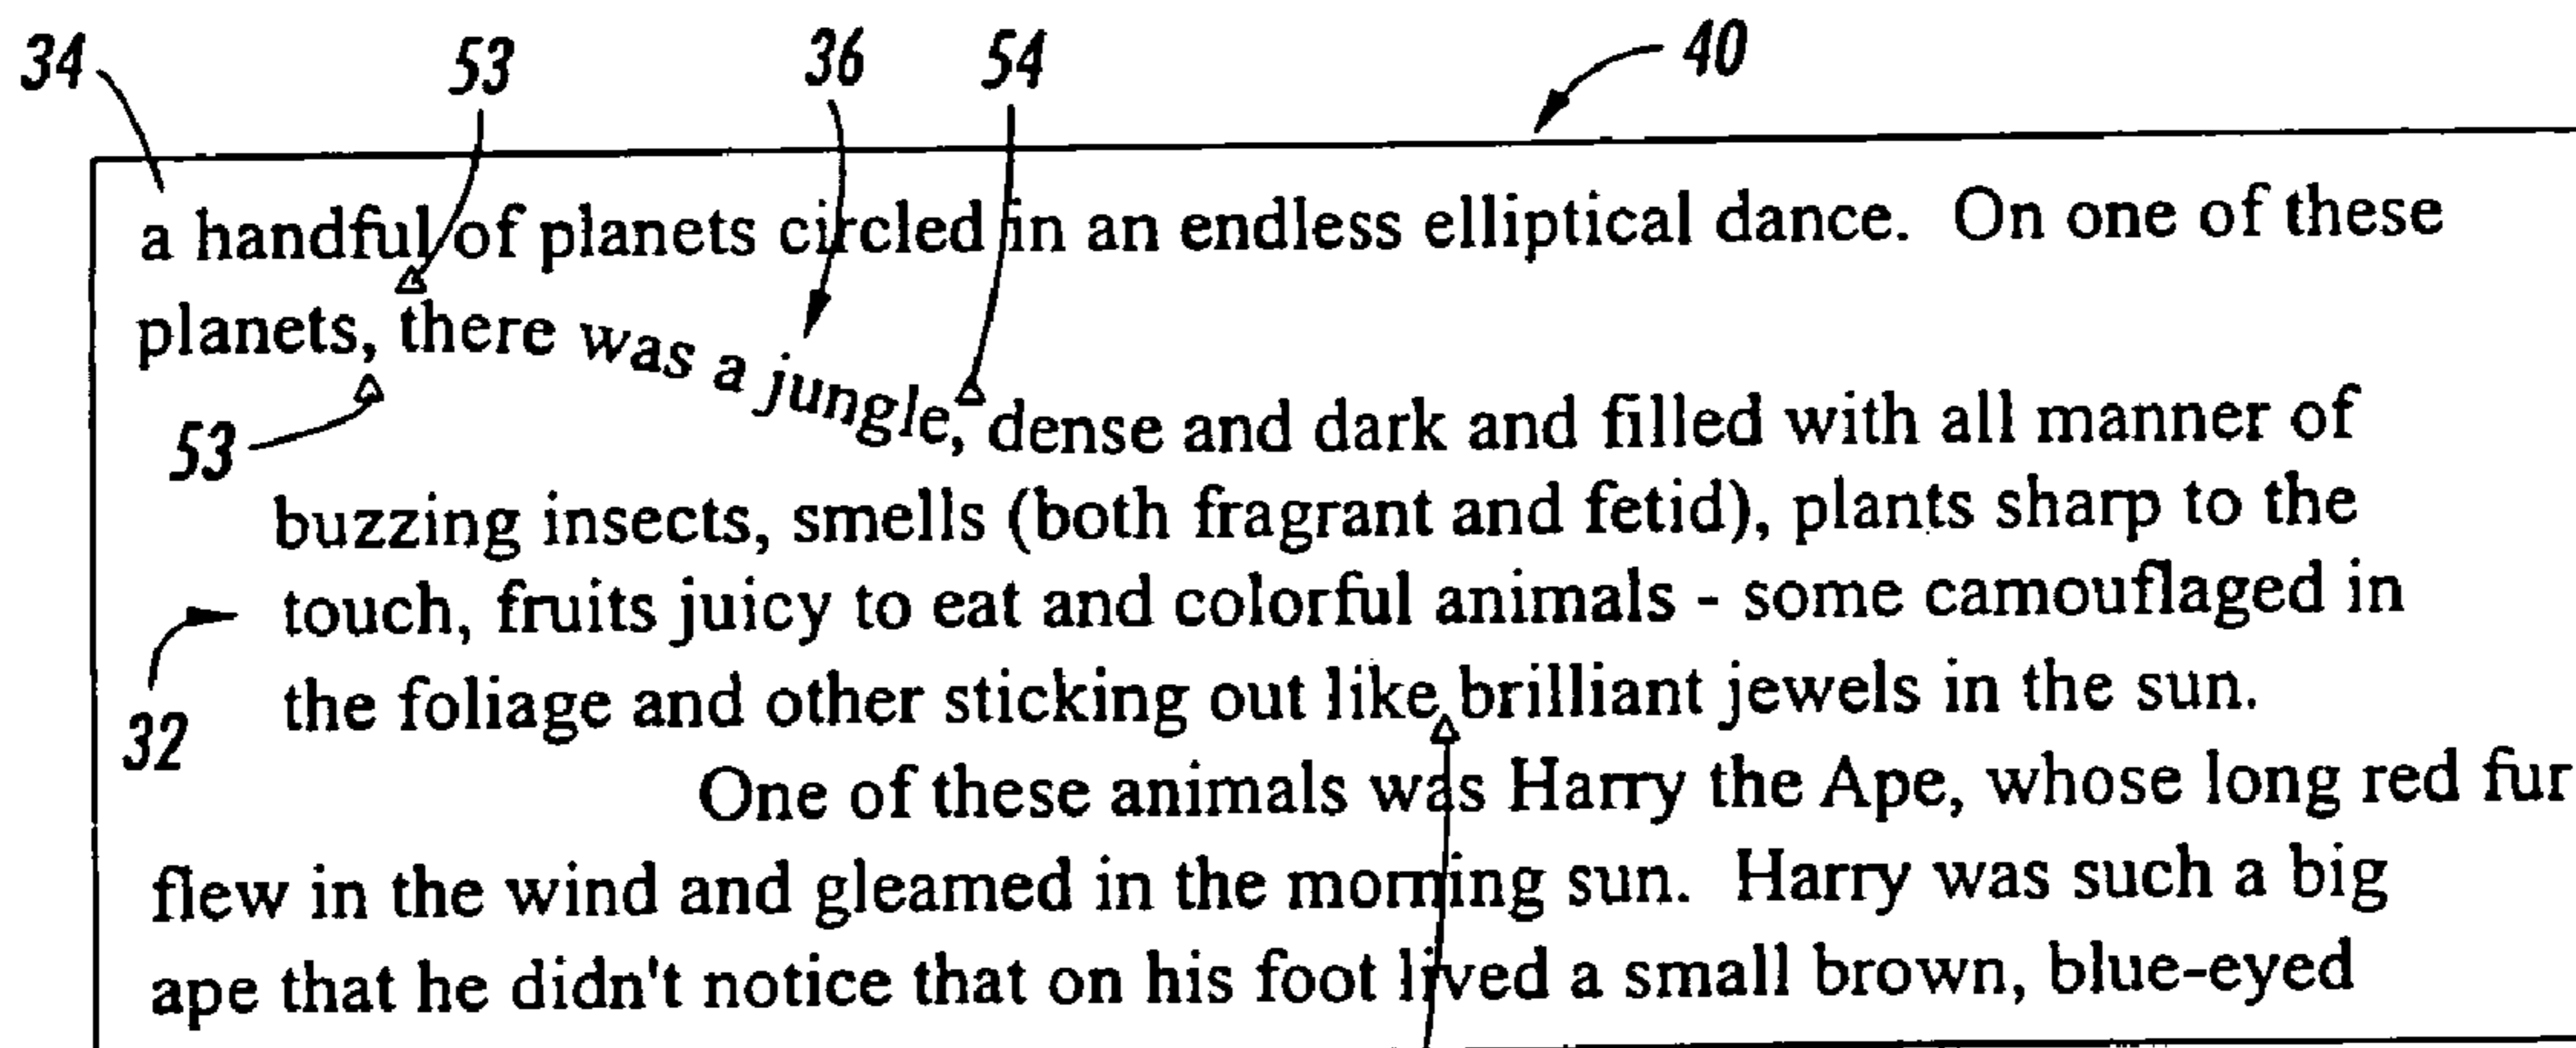 34 53 36 54 40
a handful of planets circled in an endless elliptical dance. On one of these
planets, there was a jungle, dense and dark and filled with all manner of
53
buzzing insects, smells (both fragrant and fetid), plants sharp to the
touch, fruits juicy to eat and colorful animals - some camouflaged in
the foliage and other sticking out like brilliant jewels in the sun.
32
One of these animals was Harry the Ape, whose long red fur
flew in the wind and gleamed in the morning sun. Harry was such a big
ape that he didn't notice that on his foot lived a small brown, blue-eyed